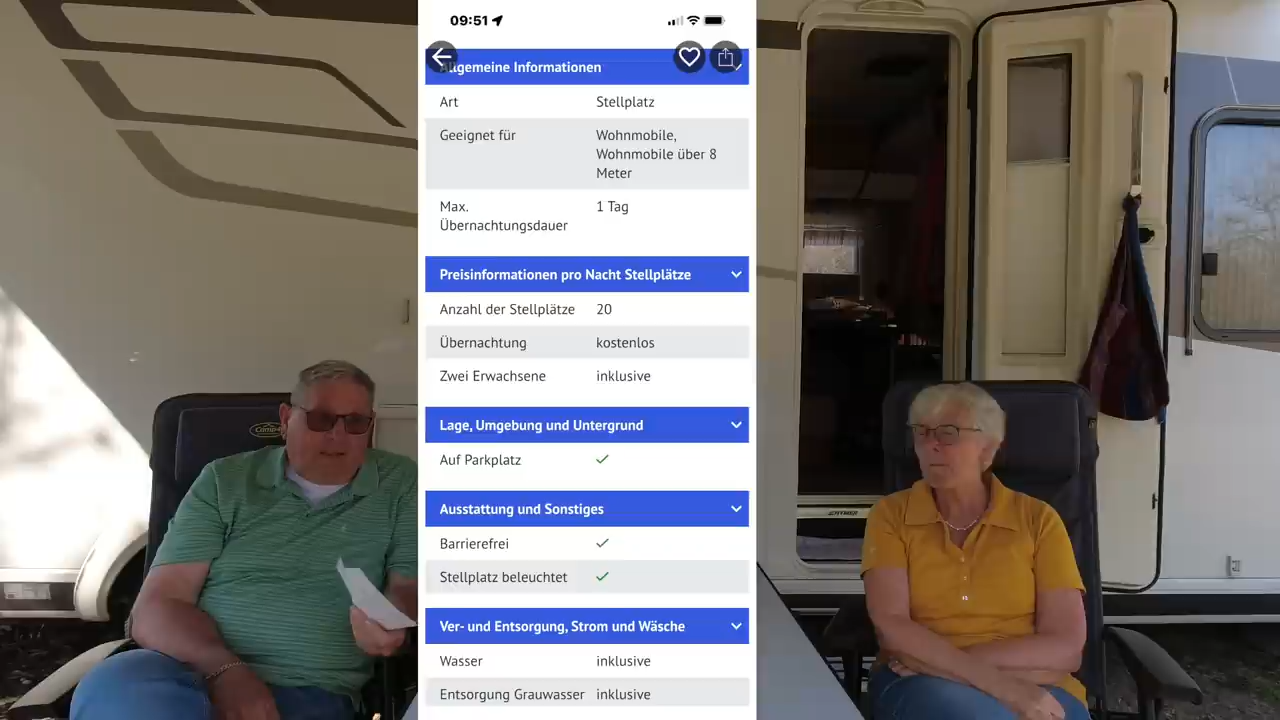 09:51
Allgemeine Informationen
Art Stellplatz
Geeignet für Wohnmobile,
Wohnmobile über 8
Meter
Max. 1 Tag
Übernachtungsdauer
Preisinformationen pro Nacht Stellplätze
Anzahl der Stellplätze 20
Übernachtung kostenlos
Zwei Erwachsene inklusive
Lage, Umgebung und Untergrund
Auf Parkplatz
Ausstattung und Sonstiges
Barrierefrei
Stellplatz beleuchtet
Ver- und Entsorgung, Strom und Wäsche
Wasser inklusive
Entsorgung Grauwasser inklusive